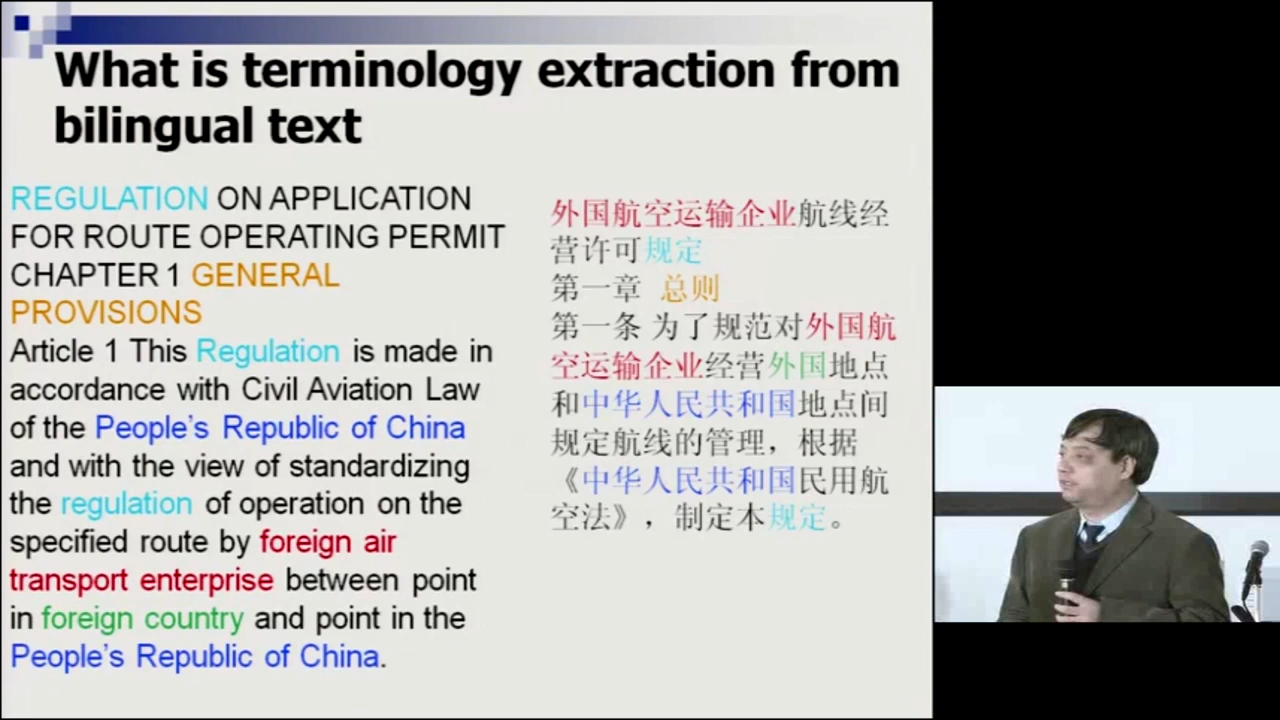 What is terminology extraction from
bilingual text
REGULATION ON APPLICATION
FOR ROUTE OPERATING PERMIT
CHAPTER 1 GENERAL
PROVISIONS
Article 1 This Regulation is made in
accordance with Civil Aviation Law
of the People's Republic of China
and with the view of standardizing
the regulation of operation on the
specified route by foreign air
transport enterprise between point
in foreign country and point in the
People's Republic of China.
外国航空运输企业航线经
营许可规定
第一章 总则
第一条 为了规范对外国航
空运输企业经营外国地点
和中华人民共和国地点间
规定航线的管理，根据
《中华人民共和国民用航
空法》，制定本规定。